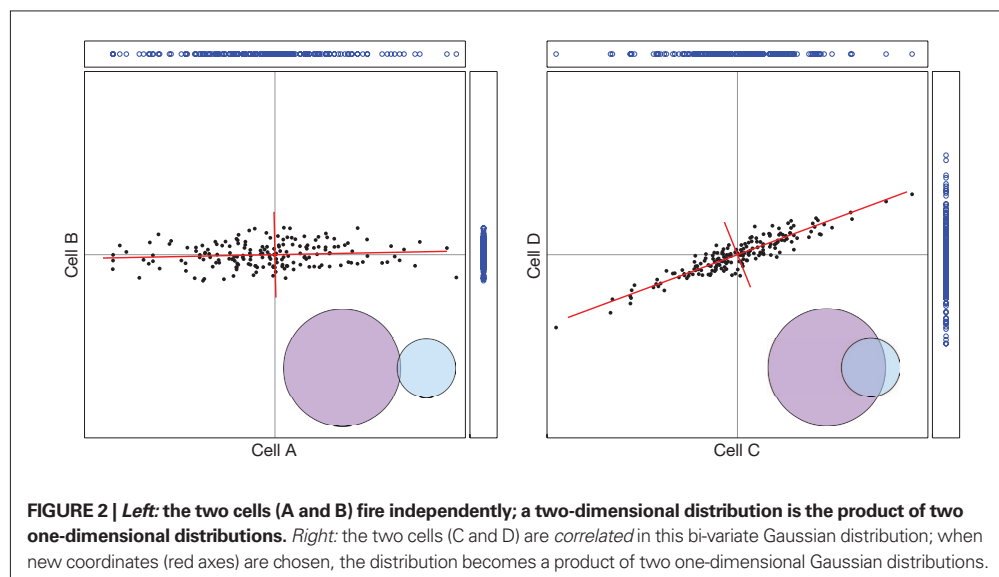 Cell B
Cell A
Cell D
Cell C
FIGURE 2 | Left: the two cells (A and B) fire independently; a two-dimensional distribution is the product of two
one-dimensional distributions. Right: the two cells (C and D) are correlated in this bi-variate Gaussian distribution; when
new coordinates (red axes) are chosen, the distribution becomes a product of two one-dimensional Gaussian distributions.